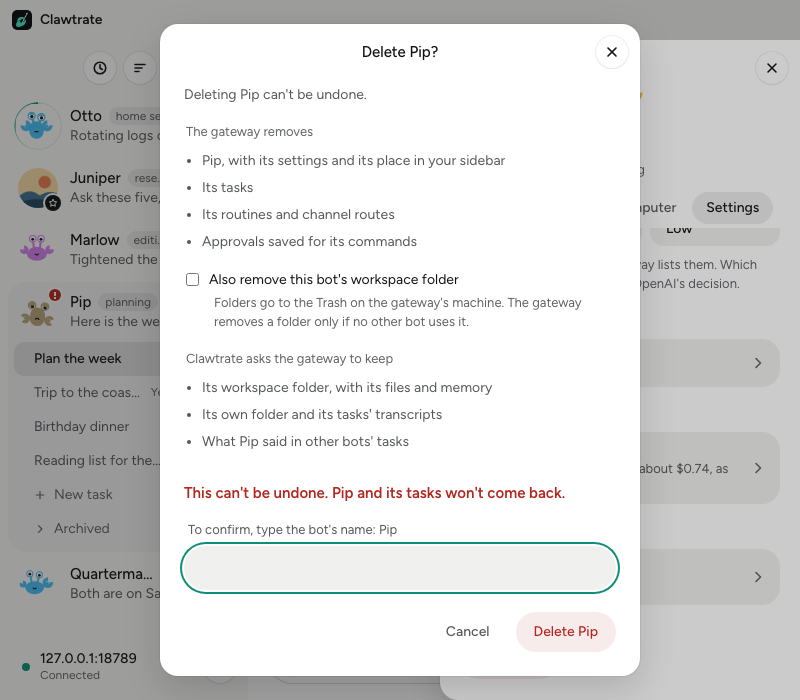 Clawtrate
Delete Pip?
Deleting Pip can't be undone.
The gateway removes
• Pip, with its settings and its place in your sidebar
• Its tasks
• Its routines and channel routes
• Approvals saved for its commands
Also remove this bot's workspace folder
Folders go to the Trash on the gateway's machine. The gateway
removes a folder only if no other bot uses it.
Clawtrate asks the gateway to keep
• Its workspace folder, with its files and memory
• Its own folder and its tasks' transcripts
• What Pip said in other bots' tasks
This can't be undone. Pip and its tasks won't come back.
To confirm, type the bot's name: Pip
Cancel
Delete Pip
Otto home se
Rotating logs
Juniper rese...
Ask these five,
Marlow editi...
Tightened the
Pip planning
Here is the we
Plan the week
Trip to the coas...
Birthday dinner
Reading list for the...
+ New task
Archived
Quarterma...
Both are on Sa
127.0.0.1:18789
Connected
Settings
Low
lists them. Which
OpenAI's decision.
about $0.74, as